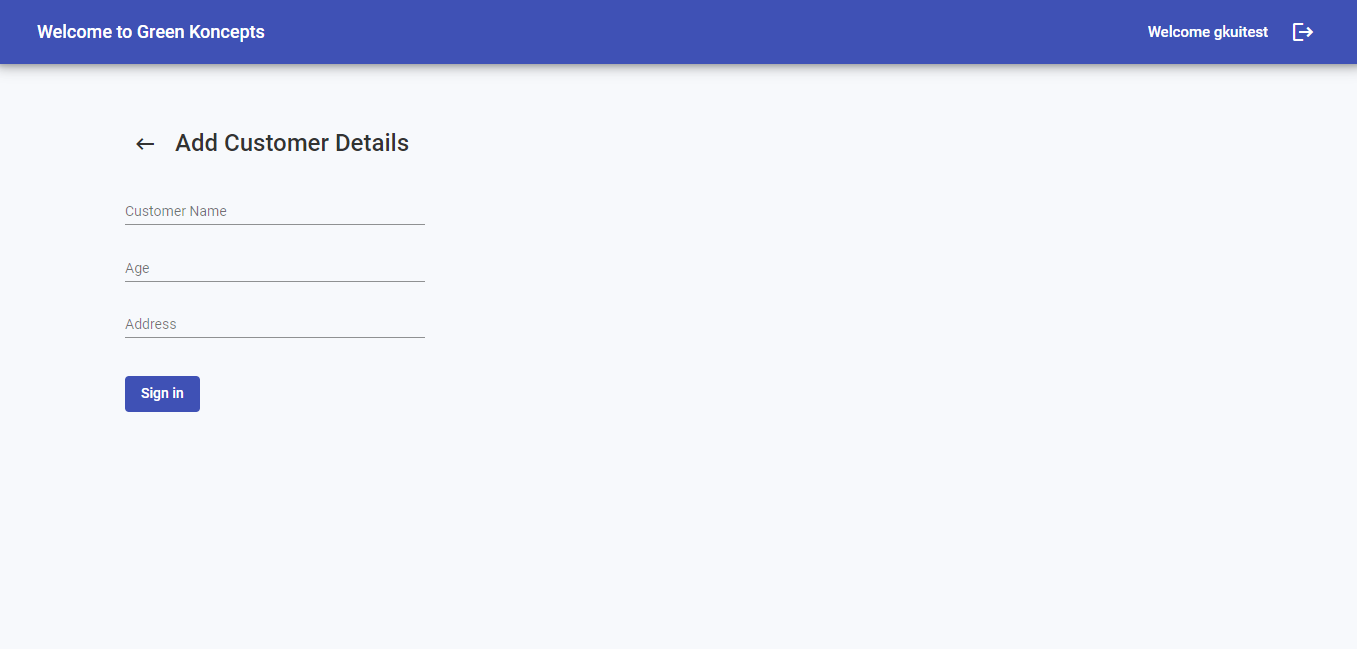 Welcome to Green Koncepts
Welcome gkuitest
Add Customer Details
Customer Name
Age
Address
Sign in